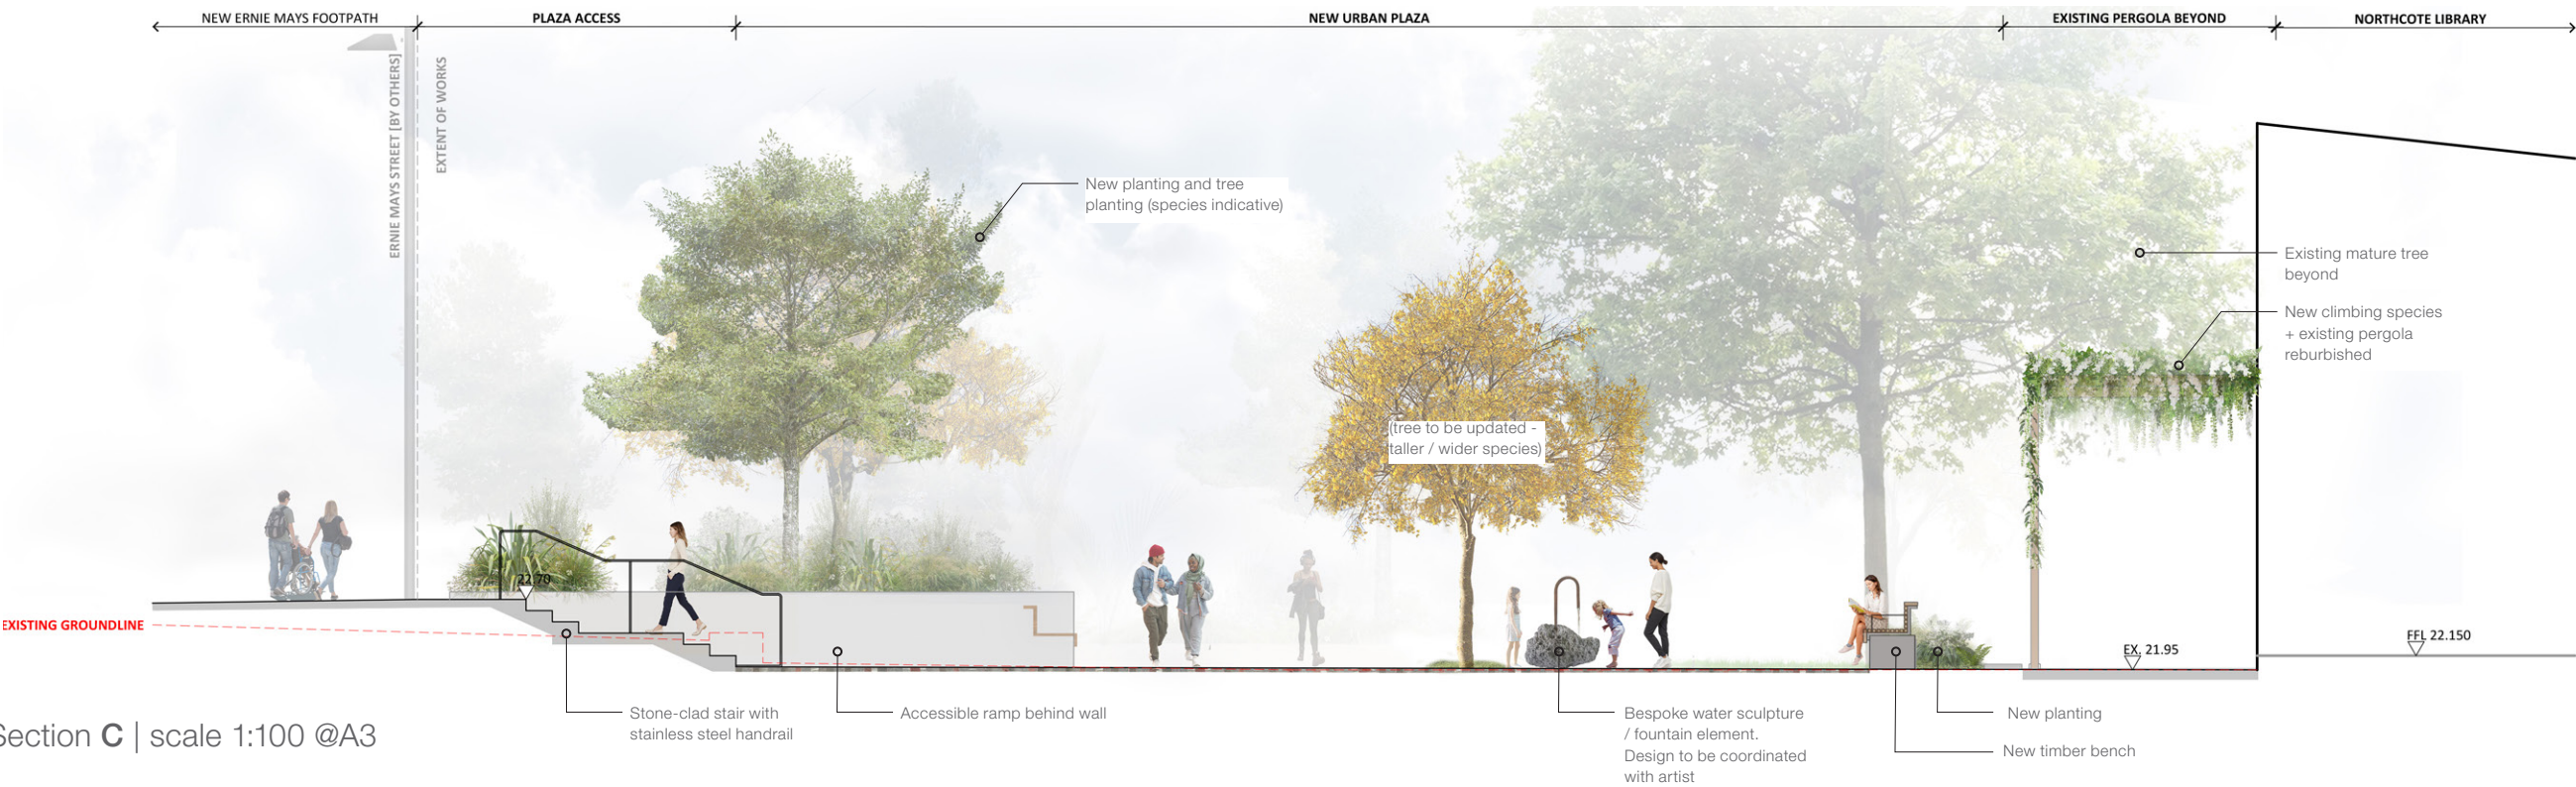 NEW ERNIE MAYS FOOTPATH
PLAZA ACCESS
NEW URBAN PLAZA
EXISTING PERGOLA BEYOND
NORTHCOTE LIBRARY
ERNIE MAYS STREET [BY OTHERS]
EXTENT OF WORKS
New planting and tree
planting (species indicative)
Existing mature tree
beyond
New climbing species
+ existing pergola
reburbished
(tree to be updated -
taller / wider species)
22.70
EXISTING GROUNDLINE
EX. 21.95
FFL 22.150
Stone-clad stair with
stainless steel handrail
Accessible ramp behind wall
Bespoke water sculpture
/ fountain element.
Design to be coordinated
with artist
New planting
New timber bench
Section C | scale 1:100 @A3